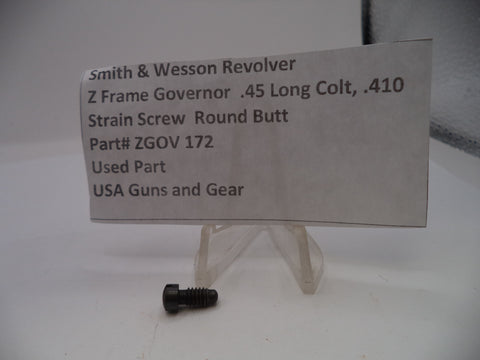 Smith & Wesson Revolver
Z Frame Governor .45 Long Colt, .410
Strain Screw Round Butt
Part# ZGOV 172
Used Part
USA Guns and Gear